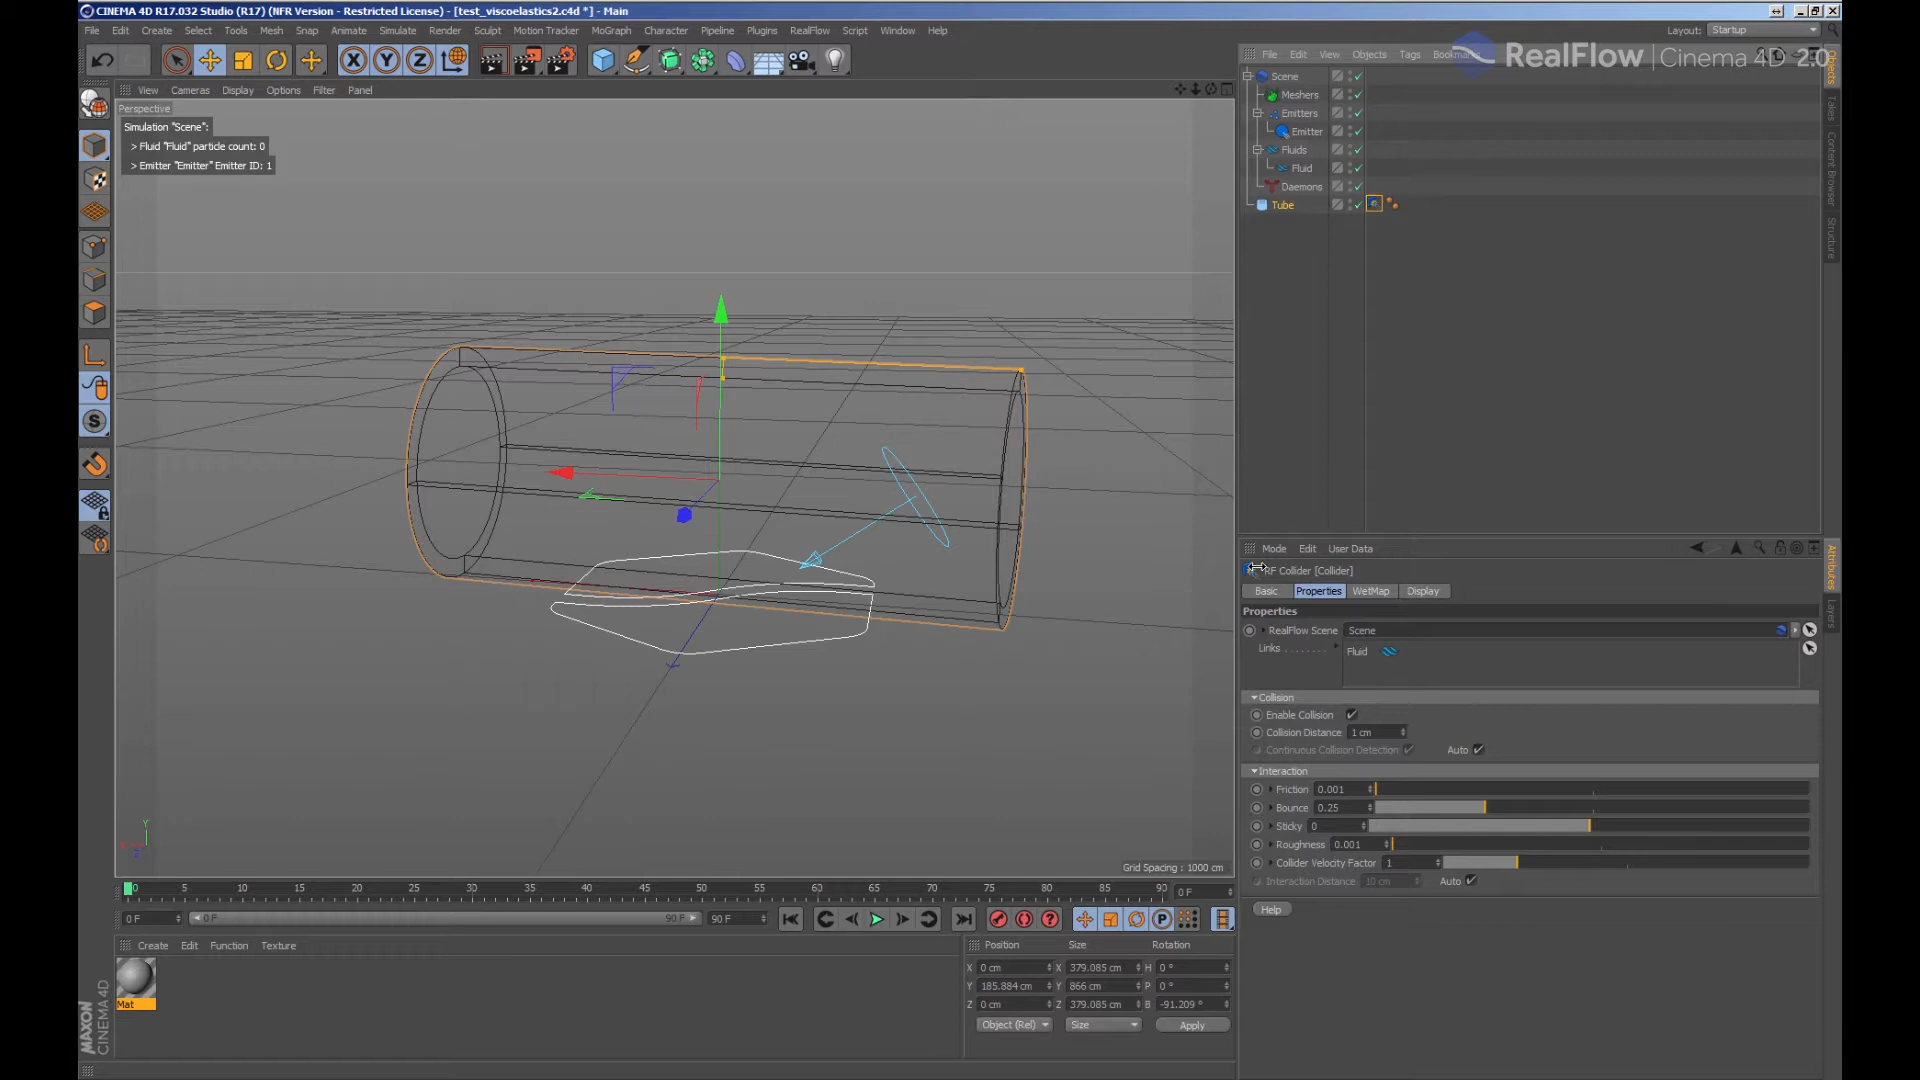 CINEMA 4D R17.032 Studio (R17) (NFR Version - Restricted License) - [test_viscoelastics2.c4d *] - Main
File Edit Create Select Tools Mesh Snap Animate Simulate Render Sculpt Motion Tracker MoGraph Character Pipeline Plugins RealFlow Script Window Help
Layout: Startup
X Y Z
File Edit View Objects Tags Bookmarks
RealFlow | Cinema 4D 2.0
View Cameras Display Options Filter Panel
Perspective
Simulation "Scene":
> Fluid "Fluid" particle count: 0
> Emitter "Emitter" Emitter ID: 1
Scene
Meshers
Emitters
Emitter
Fluids
Fluid
Daemons
Tube
Objects
Takes
Content Browser
Structure
Mode Edit User Data
RF Collider [Collider]
Basic Properties WetMap Display
Properties
RealFlow Scene Scene
Links Fluid
Collision
Enable Collision
Collision Distance 1 cm
Continuous Collision Detection Auto
Interaction
Friction 0.001
Bounce 0.25
Sticky 0
Roughness 0.001
Collider Velocity Factor 1
Interaction Distance 10 cm Auto
Help
Attributes
Layers
Y
X
Z
Grid Spacing : 1000 cm
0 5 10 15 20 25 30 35 40 45 50 55 60 65 70 75 80 85 90 0 F
0 F 0 F 90 F 90 F
Create Edit Function Texture
Mat
Position Size Rotation
X 0 cm X 379.085 cm H 0 °
Y 185.884 cm Y 866 cm P 0 °
Z 0 cm Z 379.085 cm B -91.209 °
Object (Rel) Size Apply
MAXON
CINEMA 4D